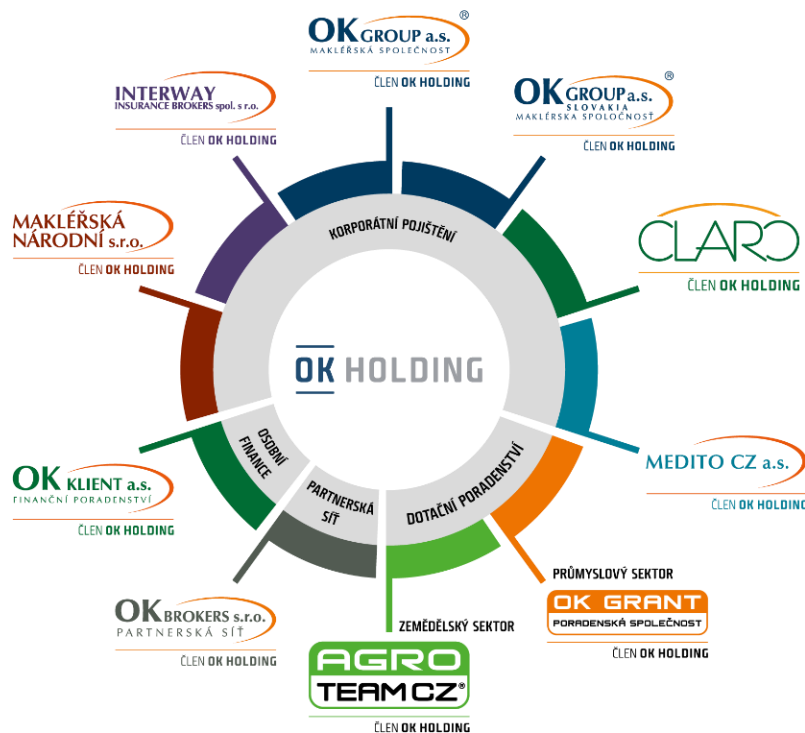 OK GROUP a.s. ®
MAKLÉŘSKÁ SPOLEČNOST
ČLEN OK HOLDING
OK GROUP a.s. ®
SLOVAKIA
MAKLÉRSKA SPOLOČNOSŤ
ČLEN OK HOLDING
INTERWAY
INSURANCE BROKERS spol. s r.o.
ČLEN OK HOLDING
MAKLÉŘSKÁ
NÁRODNÍ s.r.o.
ČLEN OK HOLDING
CLARO
ČLEN OK HOLDING
KORPORÁTNÍ POJIŠTĚNÍ
OK HOLDING
OSOBNÍ
FINANCE
PARTNERSKÁ
SÍŤ
DOTAČNÍ PORADENSTVÍ
OK KLIENT a.s.
FINANČNÍ PORADENSTVÍ
ČLEN OK HOLDING
MEDITO CZ a.s.
ČLEN OK HOLDING
OK BROKERS s.r.o.
PARTNERSKÁ SÍŤ
ČLEN OK HOLDING
ZEMĚDĚLSKÝ SEKTOR
AGRO
TEAM CZ®
ČLEN OK HOLDING
PRŮMYSLOVÝ SEKTOR
OK GRANT
PORADENSKÁ SPOLEČNOST
ČLEN OK HOLDING